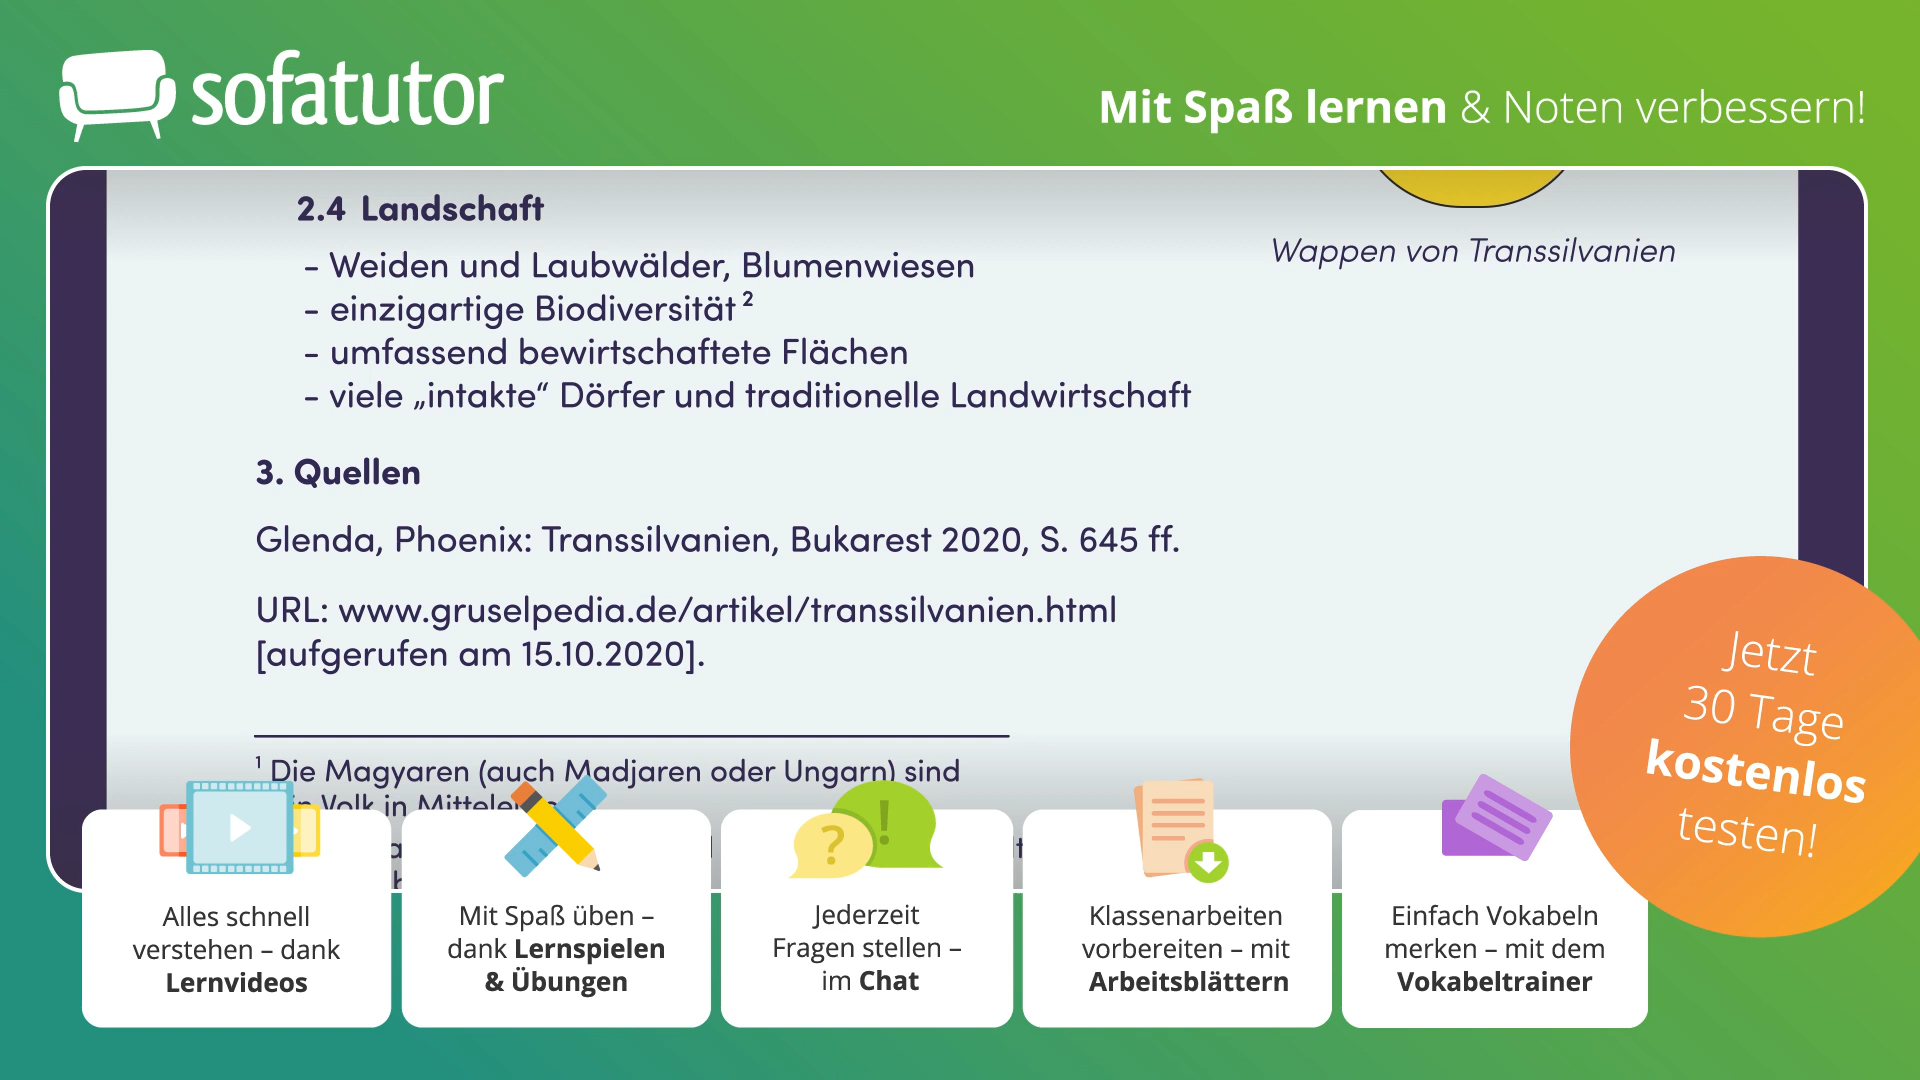 sofatutor
Mit Spaß lernen & Noten verbessern!
2.4 Landschaft
– Weiden und Laubwälder, Blumenwiesen
– einzigartige Biodiversität ²
– umfassend bewirtschaftete Flächen
– viele „intakte“ Dörfer und traditionelle Landwirtschaft
Wappen von Transsilvanien
3. Quellen
Glenda, Phoenix: Transsilvanien, Bukarest 2020, S. 645 ff.
URL: www.gruselpedia.de/artikel/transsilvanien.html
[aufgerufen am 15.10.2020].
¹ Die Magyaren (auch Madjaren oder Ungarn) sind
Volk in
Jetzt
30 Tage
kostenlos
testen!
Alles schnell
verstehen – dank
Lernvideos
Mit Spaß üben –
dank Lernspielen
& Übungen
?
!
Jederzeit
Fragen stellen –
im Chat
Klassenarbeiten
vorbereiten – mit
Arbeitsblättern
Einfach Vokabeln
merken – mit dem
Vokabeltrainer